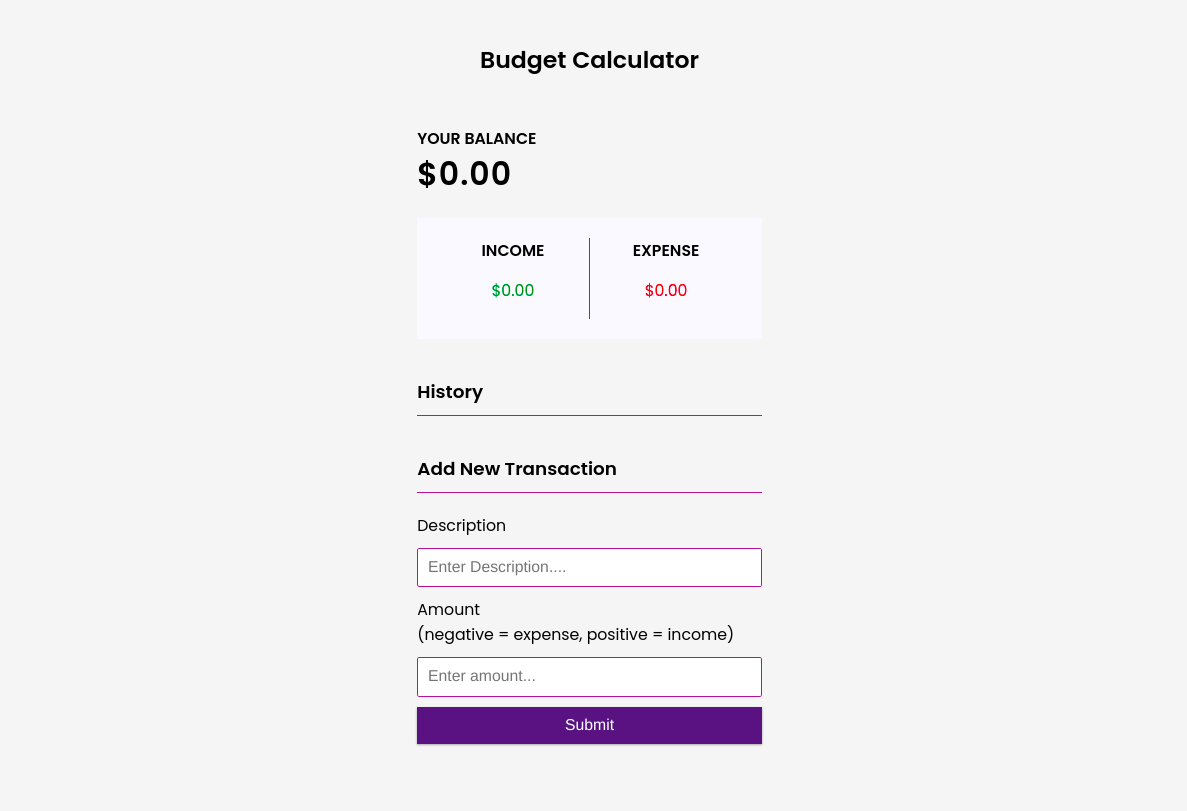 Budget Calculator
YOUR BALANCE
$0.00
INCOME
$0.00
EXPENSE
$0.00
History
Add New Transaction
Description
Enter Description....
Amount
(negative = expense, positive = income)
Enter amount...
Submit